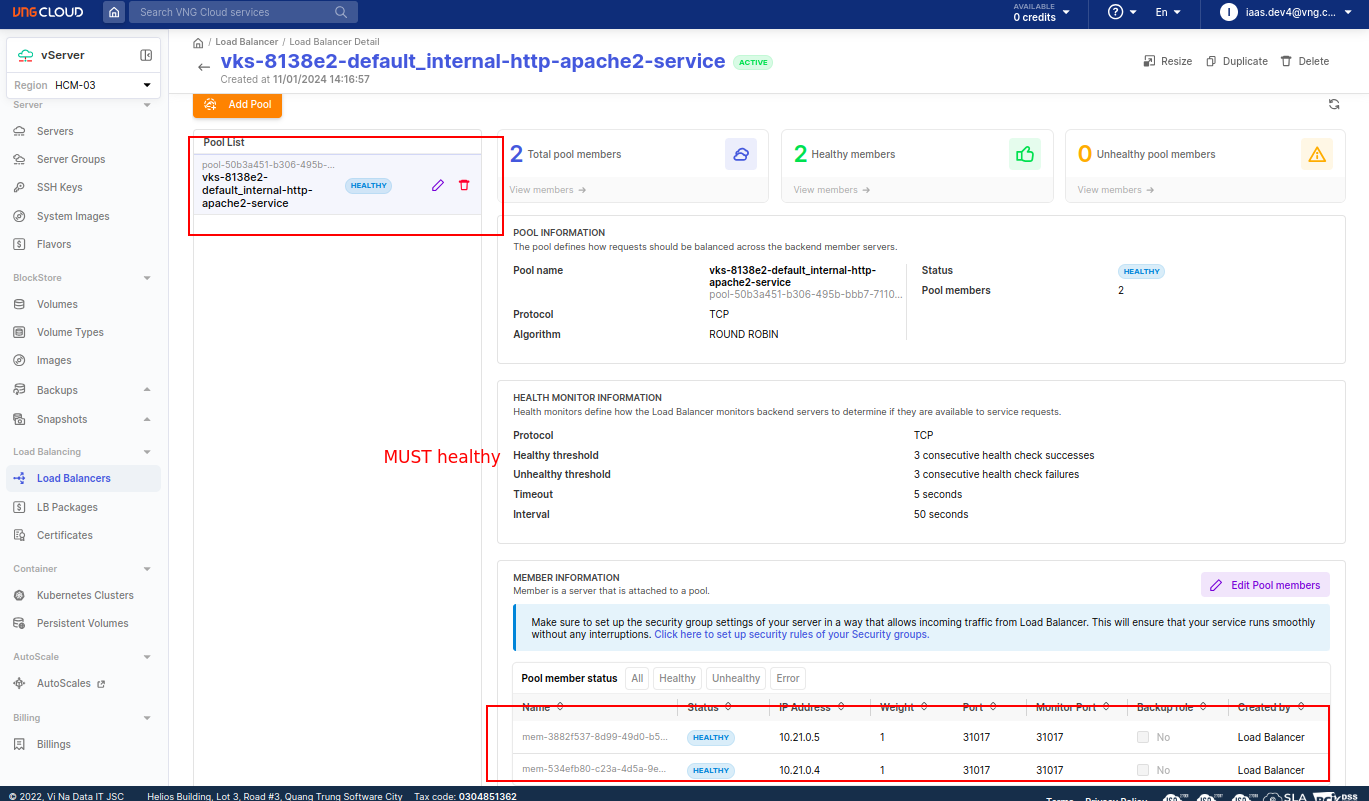 VNG CLOUD
Search VNG Cloud services
AVAILABLE
0 credits
En
I
iaas.dev4@vng.c...
vServer
Region HCM-03
Server
Servers
Server Groups
SSH Keys
System Images
Flavors
BlockStore
Volumes
Volume Types
Images
Backups
Snapshots
Load Balancing
Load Balancers
LB Packages
Certificates
Container
Kubernetes Clusters
Persistent Volumes
AutoScale
AutoScales
Billing
Billings
/ Load Balancer / Load Balancer Detail
vks-8138e2-default_internal-http-apache2-service ACTIVE
Created at 11/01/2024 14:16:57
Resize
Duplicate
Delete
Add Pool
Pool List
pool-50b3a451-b306-495b-...
vks-8138e2-
default_internal-http-
apache2-service
HEALTHY
2 Total pool members
View members
2 Healthy members
View members
0 Unhealthy pool members
View members
POOL INFORMATION
The pool defines how requests should be balanced across the backend member servers.
Pool name
vks-8138e2-default_internal-http-
apache2-service
pool-50b3a451-b306-495b-bbb7-7110...
Protocol TCP
Algorithm ROUND ROBIN
Status HEALTHY
Pool members 2
HEALTH MONITOR INFORMATION
Health monitors define how the Load Balancer monitors backend servers to determine if they are available to service requests.
Protocol TCP
Healthy threshold 3 consecutive health check successes
Unhealthy threshold 3 consecutive health check failures
Timeout 5 seconds
Interval 50 seconds
MUST healthy
MEMBER INFORMATION
Member is a server that is attached to a pool.
Edit Pool members
Make sure to set up the security group settings of your server in a way that allows incoming traffic from Load Balancer. This will ensure that your service runs smoothly
without any interruptions. Click here to set up security rules of your Security groups.
Pool member status All Healthy Unhealthy Error
Name Status IP Address Weight Port Monitor Port Backup role Created by
mem-3882f537-8d99-49d0-b5... HEALTHY 10.21.0.5 1 31017 31017 No Load Balancer
mem-534efb80-c23a-4d5a-9e... HEALTHY 10.21.0.4 1 31017 31017 No Load Balancer
© 2022, Vi Na Data IT JSC Helios Building, Lot 3, Road #3, Quang Trung Software City Tax code: 0304851362
Terms Privacy Policy SLA